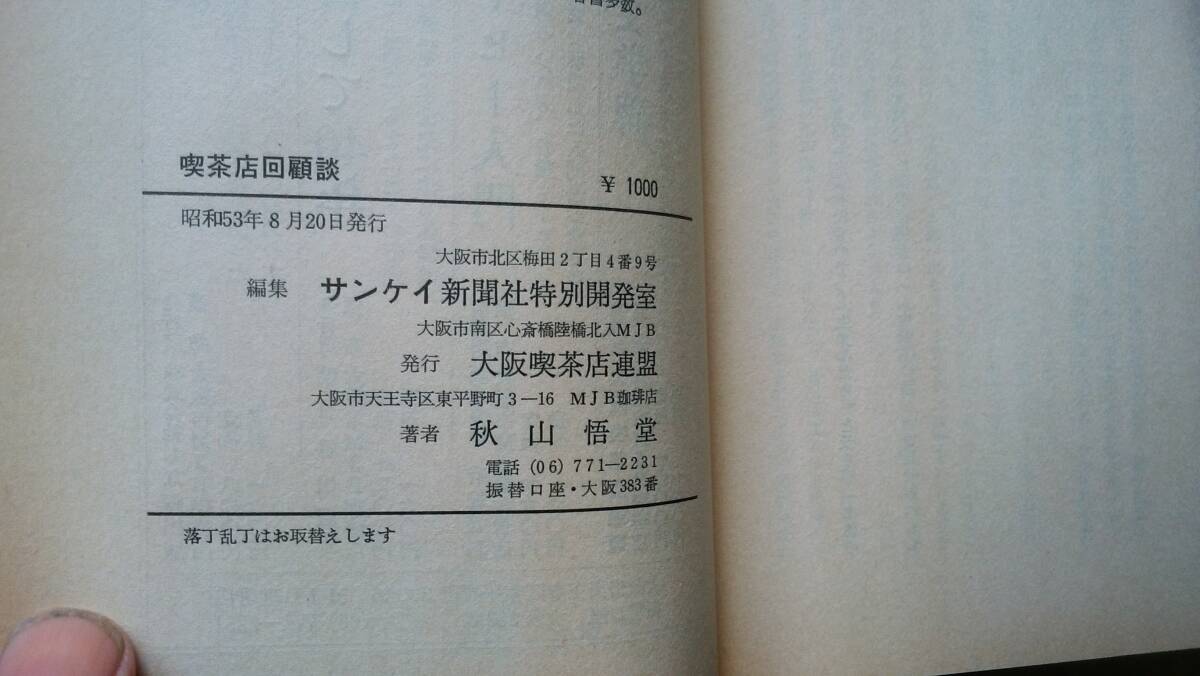 著書多数。
喫茶店回顧談
¥ 1000
昭和53年8月20日発行
大阪市北区梅田2丁目4番9号
編集 サンケイ新聞社特別開発室
大阪市南区心斎橋陸橋北入MJB
発行 大阪喫茶店連盟
大阪市天王寺区東平野町3—16 MJB珈琲店
著者 秋山悟堂
電話 (06) 771—2231
振替口座・大阪383番
落丁乱丁はお取替えします